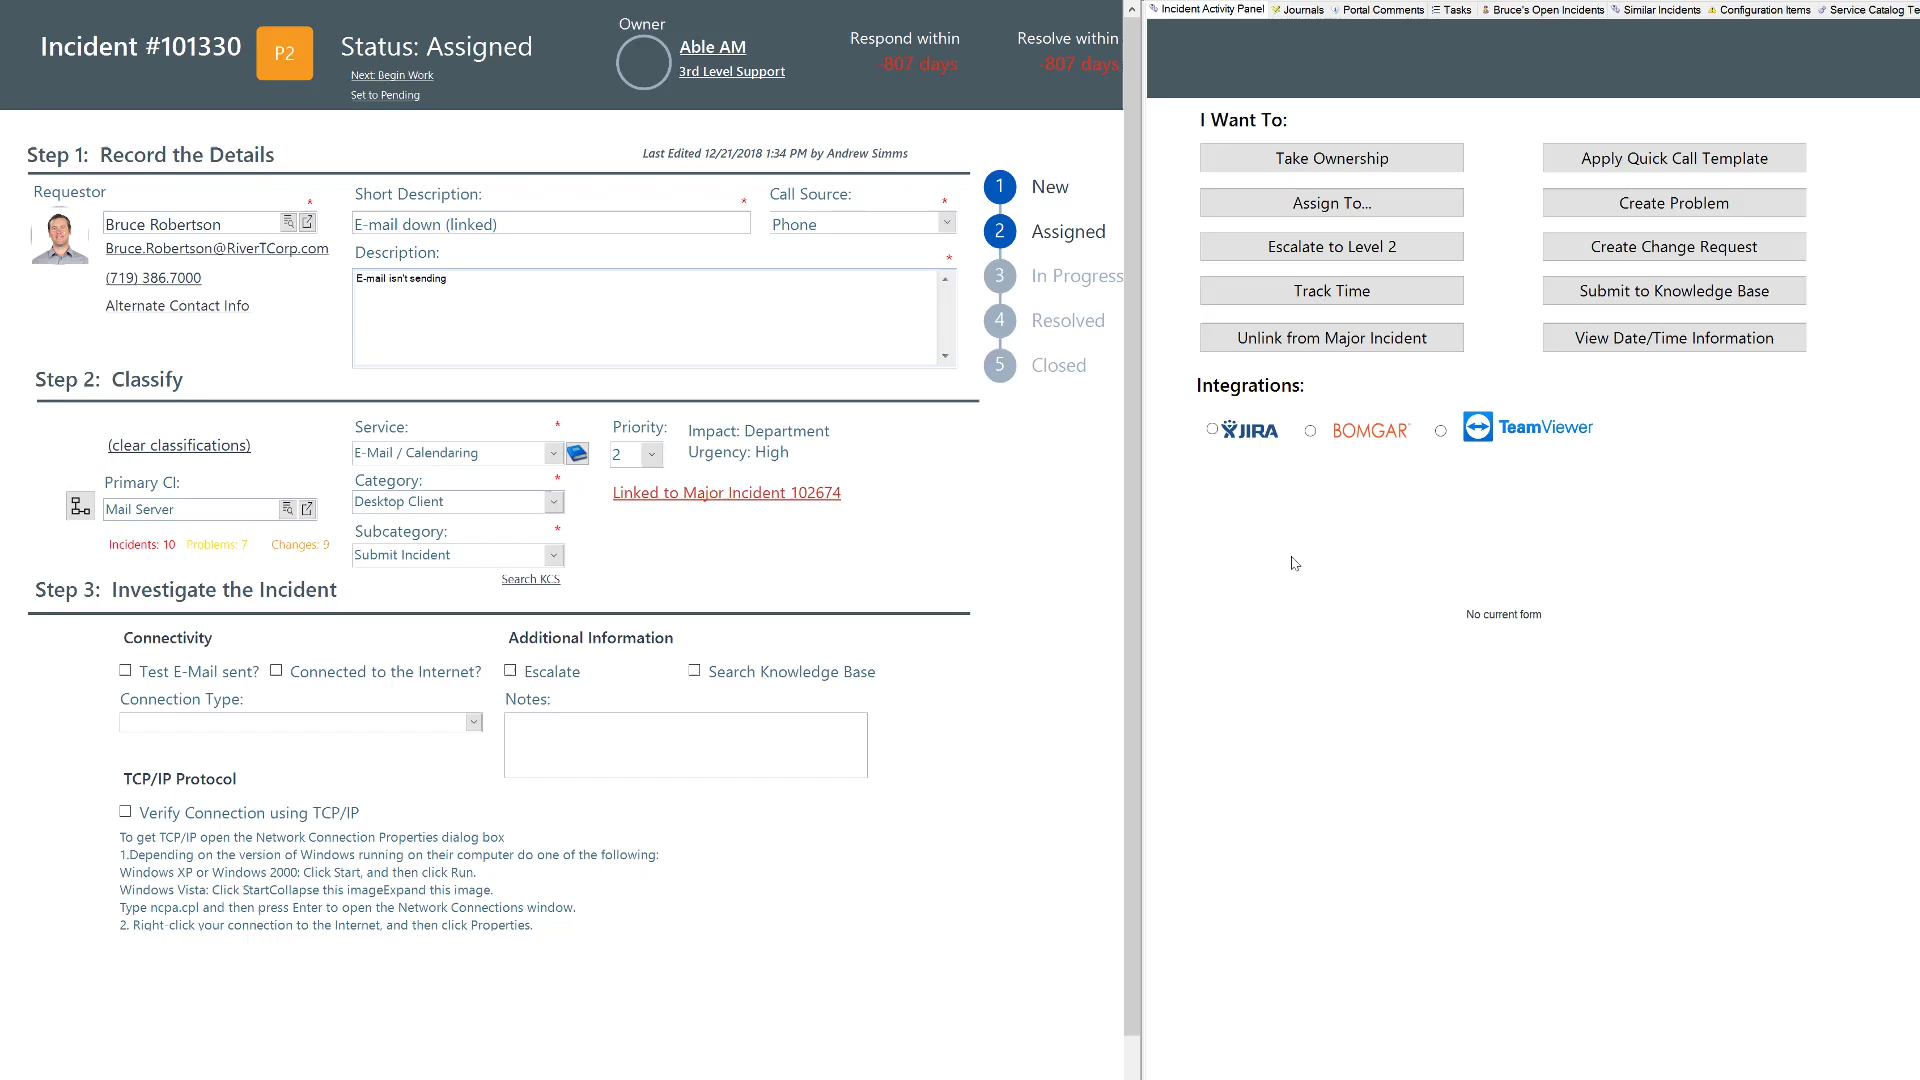 Incident #101330
P2
Status: Assigned
Next: Begin Work
Set to Pending
Owner
Able AM
3rd Level Support
Respond within
-807 days
Resolve within
-807 days
Incident Activity Panel
Journals
Portal Comments
Tasks
Bruce's Open Incidents
Similar Incidents
Configuration Items
Service Catalog Te
Step 1: Record the Details
Last Edited 12/21/2018 1:34 PM by Andrew Simms
Requestor
*
Bruce Robertson
Bruce.Robertson@RiverTCorp.com
(719) 386.7000
Alternate Contact Info
Short Description:
*
E-mail down (linked)
Call Source:
*
Phone
Description:
*
E-mail isn't sending
1 New
2 Assigned
3 In Progress
4 Resolved
5 Closed
Step 2: Classify
(clear classifications)
Primary CI:
Mail Server
Incidents: 10
Problems: 7
Changes: 9
Service:
*
E-Mail / Calendaring
Category:
*
Desktop Client
Subcategory:
*
Submit Incident
Search KCS
Priority:
2
Impact: Department
Urgency: High
Linked to Major Incident 102674
Step 3: Investigate the Incident
Connectivity
Test E-Mail sent?
Connected to the Internet?
Connection Type:
Additional Information
Escalate
Search Knowledge Base
Notes:
TCP/IP Protocol
Verify Connection using TCP/IP
To get TCP/IP open the Network Connection Properties dialog box
1.Depending on the version of Windows running on their computer do one of the following:
Windows XP or Windows 2000: Click Start, and then click Run.
Windows Vista: Click StartCollapse this imageExpand this image.
Type ncpa.cpl and then press Enter to open the Network Connections window.
2. Right-click your connection to the Internet, and then click Properties.
I Want To:
Take Ownership
Apply Quick Call Template
Assign To...
Create Problem
Escalate to Level 2
Create Change Request
Track Time
Submit to Knowledge Base
Unlink from Major Incident
View Date/Time Information
Integrations:
JIRA
BOMGAR
TeamViewer
No current form